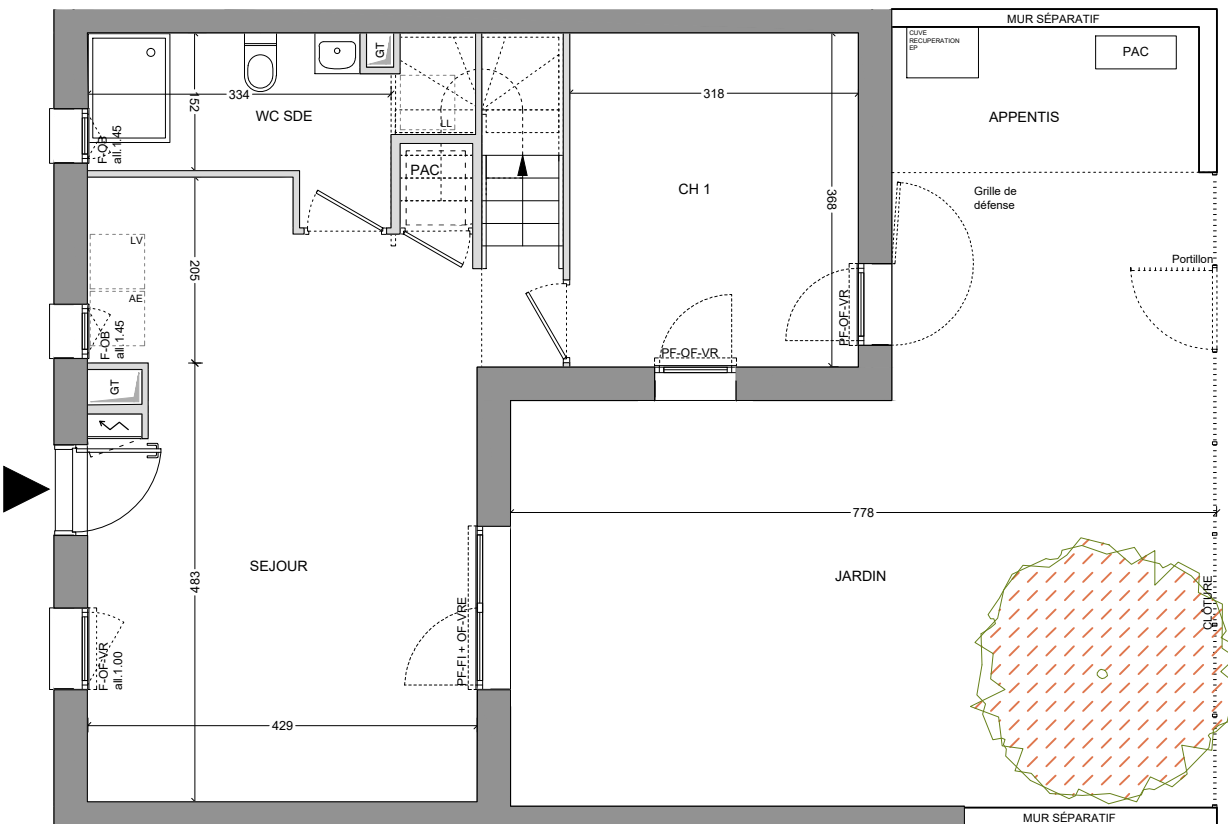 MUR SÉPARATIF
CUVE
RECUPERATION
EP
PAC
GT
334
152
WC SDE
LL
318
APPENTIS
F-OB
all.1.45
PAC
CH 1
368
Grille de
défense
LV
205
AE
Portillon
F-OB
all.1.45
PF-OF-VR
PF-OF-VR
GT
778
SEJOUR
483
JARDIN
CLÔTURE
PF-FI + OF-VRE
F-OF-VR
all.1.00
429
MUR SÉPARATIF